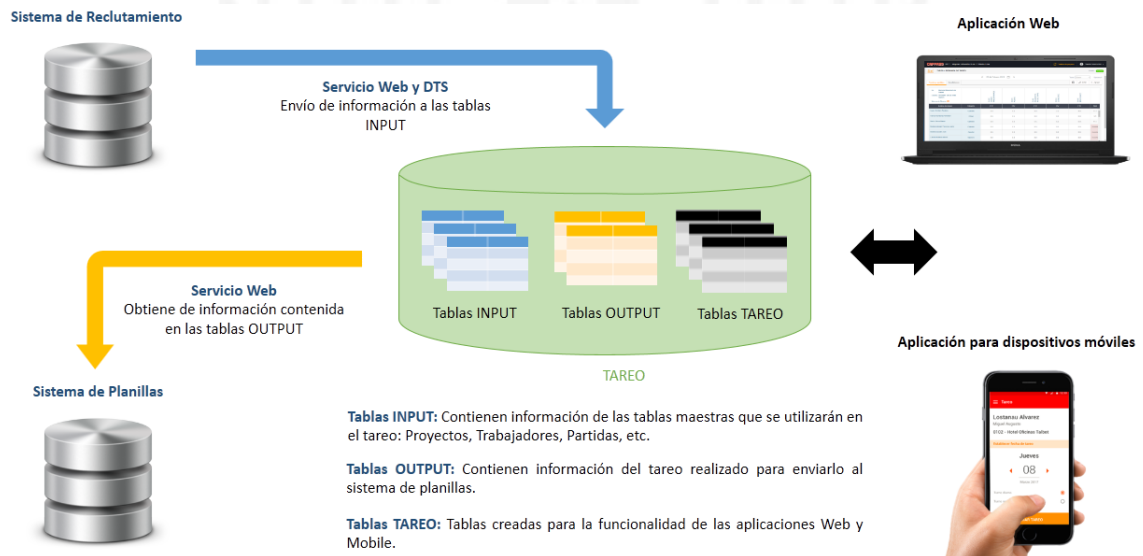 Sistema de Reclutamiento
Servicio Web y DTS
Envío de información a las tablas
INPUT
Aplicación Web
Servicio Web
Obtiene de información contenida
en las tablas OUTPUT
Tablas INPUT
Tablas OUTPUT
Tablas TAREO
TAREO
Sistema de Planillas
Aplicación para dispositivos móviles
Tablas INPUT: Contienen información de las tablas maestras que se utilizarán en
el tareo: Proyectos, Trabajadores, Partidas, etc.
Tablas OUTPUT: Contienen información del tareo realizado para enviarlo al
sistema de planillas.
Tablas TAREO: Tablas creadas para la funcionalidad de las aplicaciones Web y
Mobile.
Tareo
Lostanau Alvarez
Jueves
08